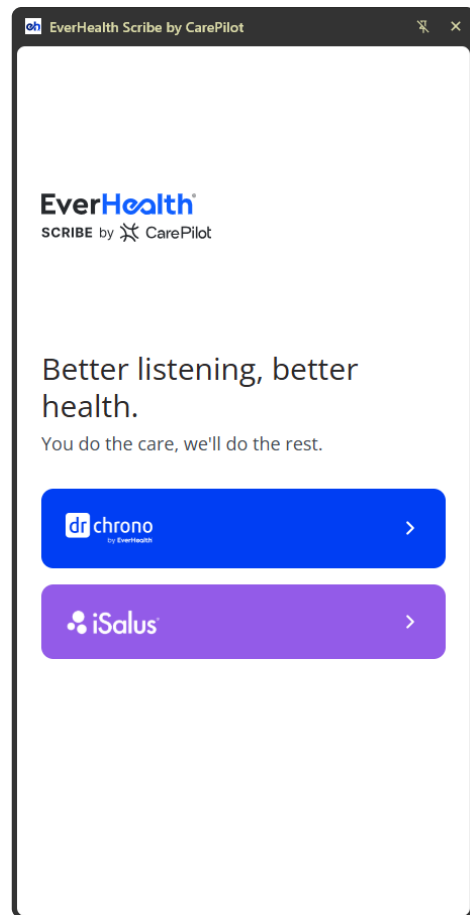 eh EverHealth Scribe by CarePilot
EverHealth
SCRIBE by CarePilot
Better listening, better
health.
You do the care, we'll do the rest.
dr chrono
by EverHealth
iSalus